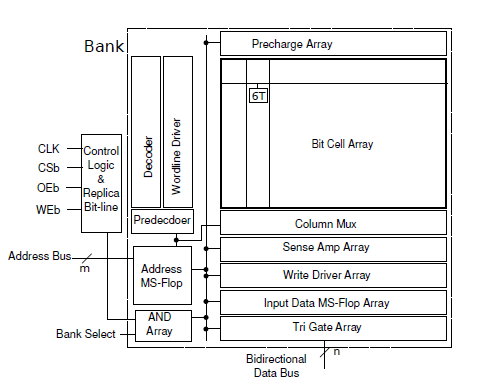 Bank
Precharge Array
6T
Bit Cell Array
Decoder
Wordline Driver
CLK
CSb
OEb
WEb
Control
Logic
&
Replica
Bit-line
Predecdoer
Column Mux
Sense Amp Array
Address Bus
m
Address
MS-Flop
Write Driver Array
Input Data MS-Flop Array
AND
Array
Bank Select
Tri Gate Array
n
Bidirectional
Data Bus